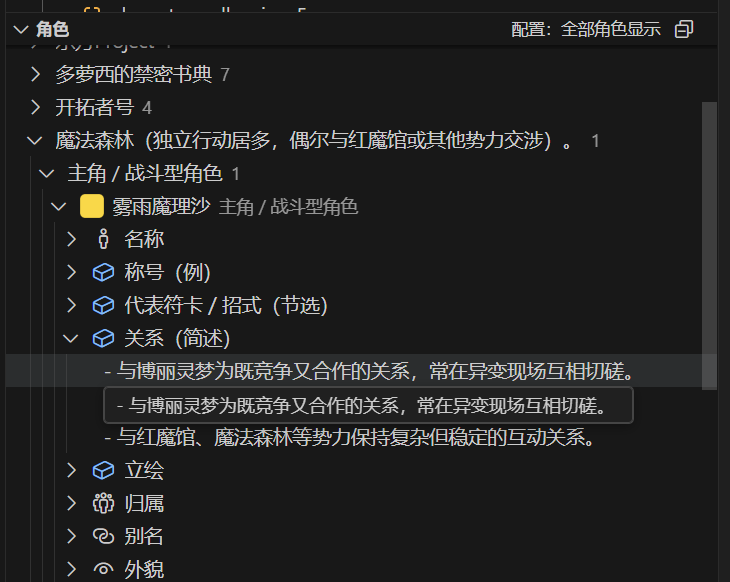 角色
配置：全部角色显示
多萝西的禁密书典 7
开拓者号 4
魔法森林（独立行动居多，偶尔与红魔馆或其他势力交涉）。 1
主角 / 战斗型角色 1
雾雨魔理沙 主角 / 战斗型角色
名称
称号（例）
代表符卡 / 招式（节选）
关系（简述）
- 与博丽灵梦为既竞争又合作的关系，常在异变现场互相切磋。
- 与博丽灵梦为既竞争又合作的关系，常在异变现场互相切磋。
- 与红魔馆、魔法森林等势力保持复杂但稳定的互动关系。
立绘
归属
别名
外貌